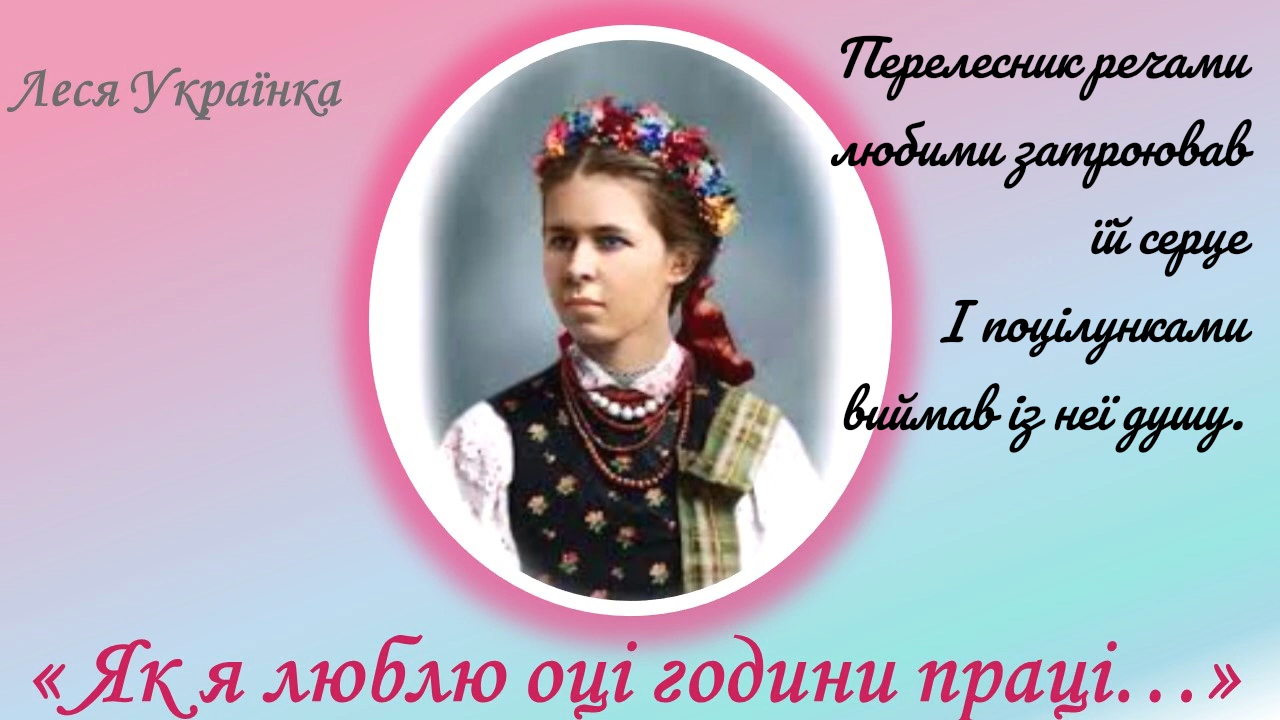 Леся Українка
Перелесник речами
любими затроював
їй серце
І поцілунками
виймав із неї душу.
«Як я люблю оці години праці...»